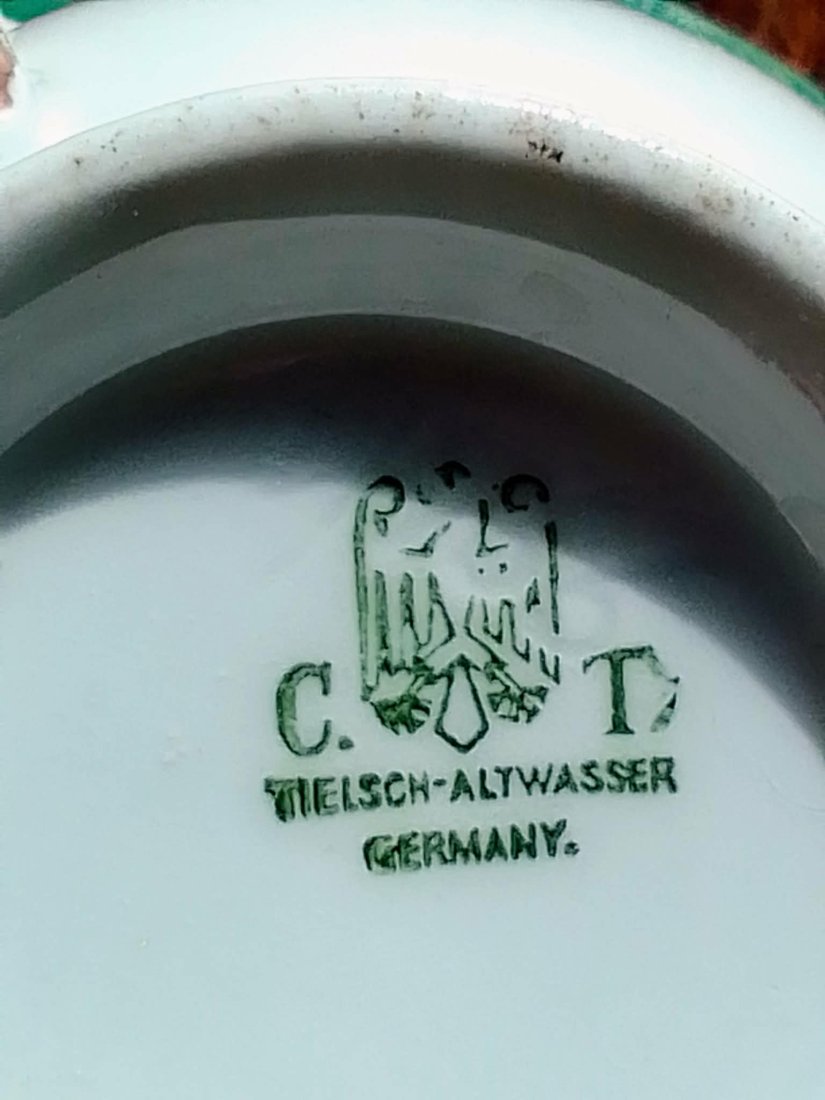 C. T.
TIELSCH-ALTWASSER
GERMANY.